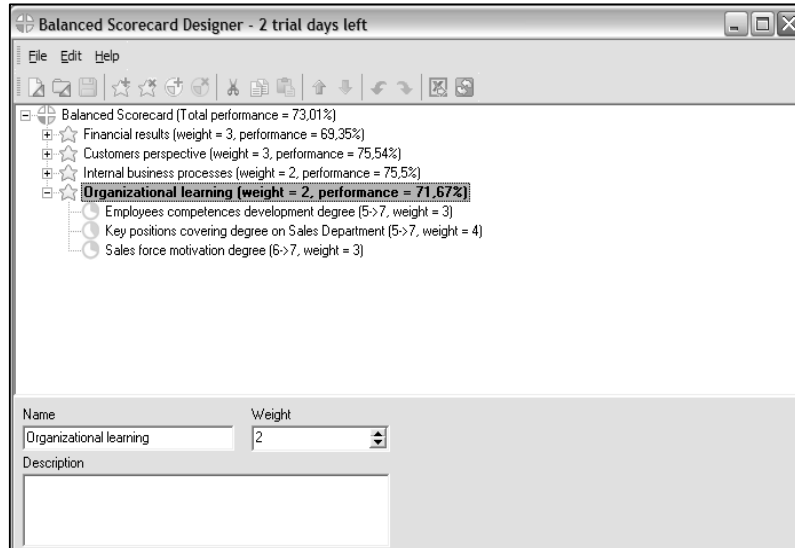 Balanced Scorecard Designer - 2 trial days left
File Edit Help
Balanced Scorecard (Total performance = 73,01%)
Financial results (weight = 3, performance = 69,35%)
Customers perspective (weight = 3, performance = 75,54%)
Internal business processes (weight = 2, performance = 75,5%)
Organizational learning (weight = 2, performance = 71,67%)
Employees competences development degree (5->7, weight = 3)
Key positions covering degree on Sales Department (5->7, weight = 4)
Sales force motivation degree (6->7, weight = 3)
Name Weight
Organizational learning 2
Description